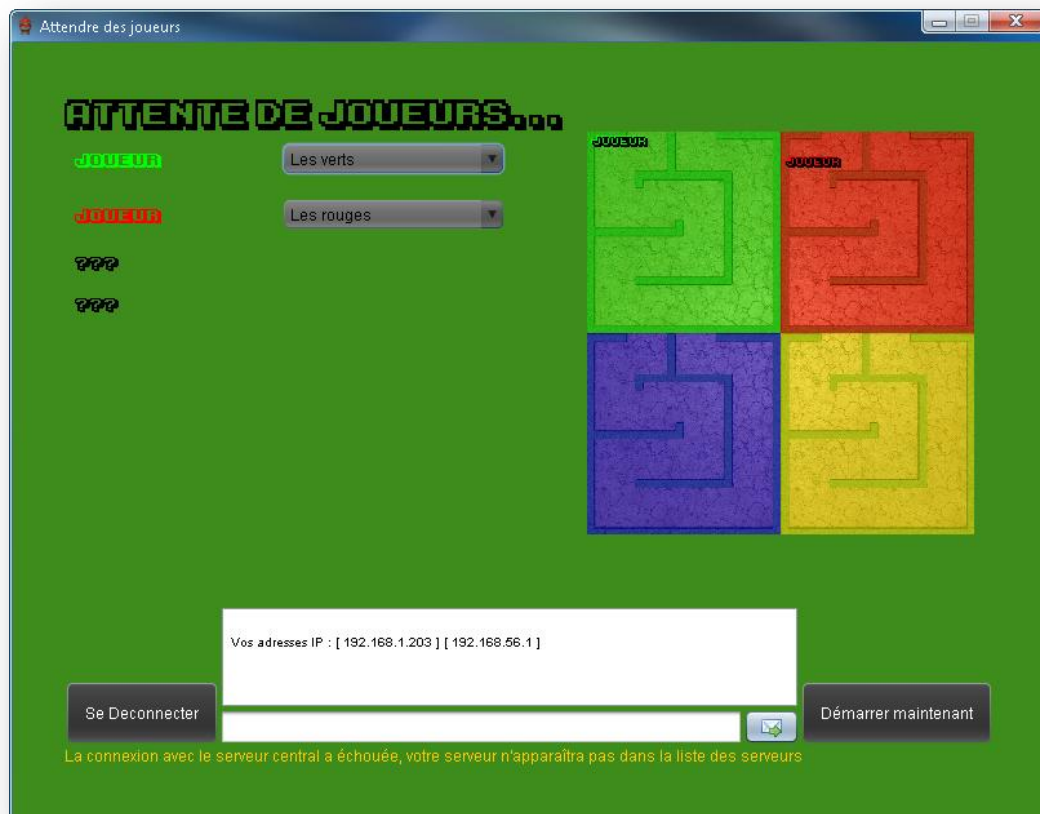 Attendre des joueurs
ATTENTE DE JOUEURS...
JOUEUR
Les verts
JOUEUR
Les rouges
???
???
JOUEUR
JOUEUR
Vos adresses IP : [ 192.168.1.203 ] [ 192.168.56.1 ]
Se Deconnecter
Démarrer maintenant
La connexion avec le serveur central a échouée, votre serveur n'apparaîtra pas dans la liste des serveurs